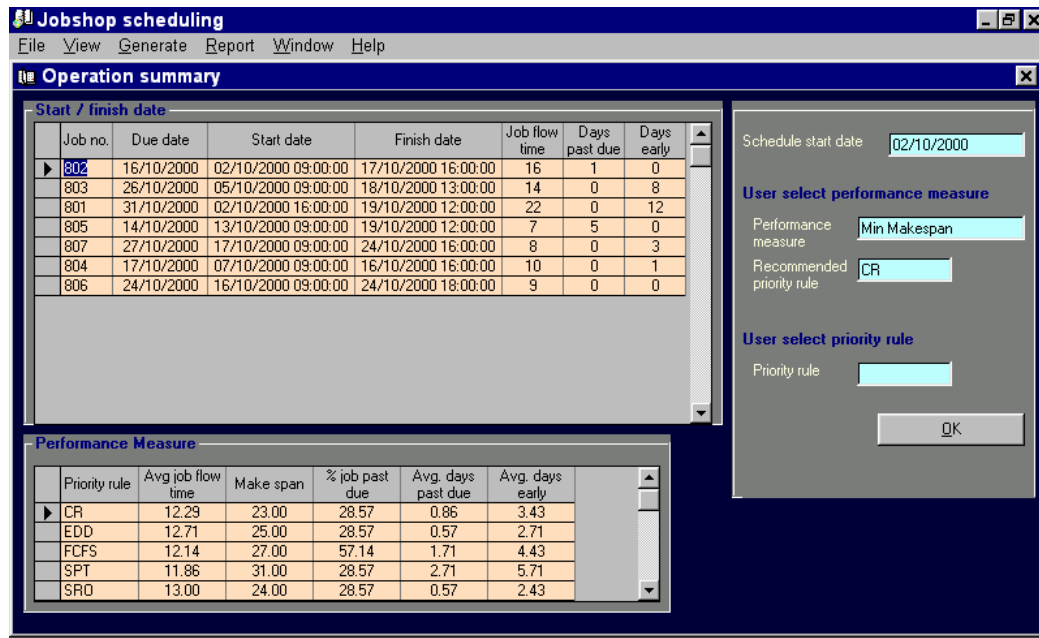 Jobshop scheduling
File View Generate Report Window Help
Operation summary
Start / finish date
Job no. Due date Start date Finish date Job flow time Days past due Days early
802 16/10/2000 02/10/2000 09:00:00 17/10/2000 16:00:00 16 1 0
803 26/10/2000 05/10/2000 09:00:00 18/10/2000 13:00:00 14 0 8
801 31/10/2000 02/10/2000 16:00:00 19/10/2000 12:00:00 22 0 12
805 14/10/2000 13/10/2000 09:00:00 19/10/2000 12:00:00 7 5 0
807 27/10/2000 17/10/2000 09:00:00 24/10/2000 16:00:00 8 0 3
804 17/10/2000 07/10/2000 09:00:00 16/10/2000 16:00:00 10 0 1
806 24/10/2000 16/10/2000 09:00:00 24/10/2000 18:00:00 9 0 0
Schedule start date 02/10/2000
User select performance measure
Performance measure Min Makespan
Recommended priority rule CR
User select priority rule
Priority rule
OK
Performance Measure
Priority rule Avg job flow time Make span % job past due Avg. days past due Avg. days early
CR 12.29 23.00 28.57 0.86 3.43
EDD 12.71 25.00 28.57 0.57 2.71
FCFS 12.14 27.00 57.14 1.71 4.43
SPT 11.86 31.00 28.57 2.71 5.71
SRO 13.00 24.00 28.57 0.57 2.43